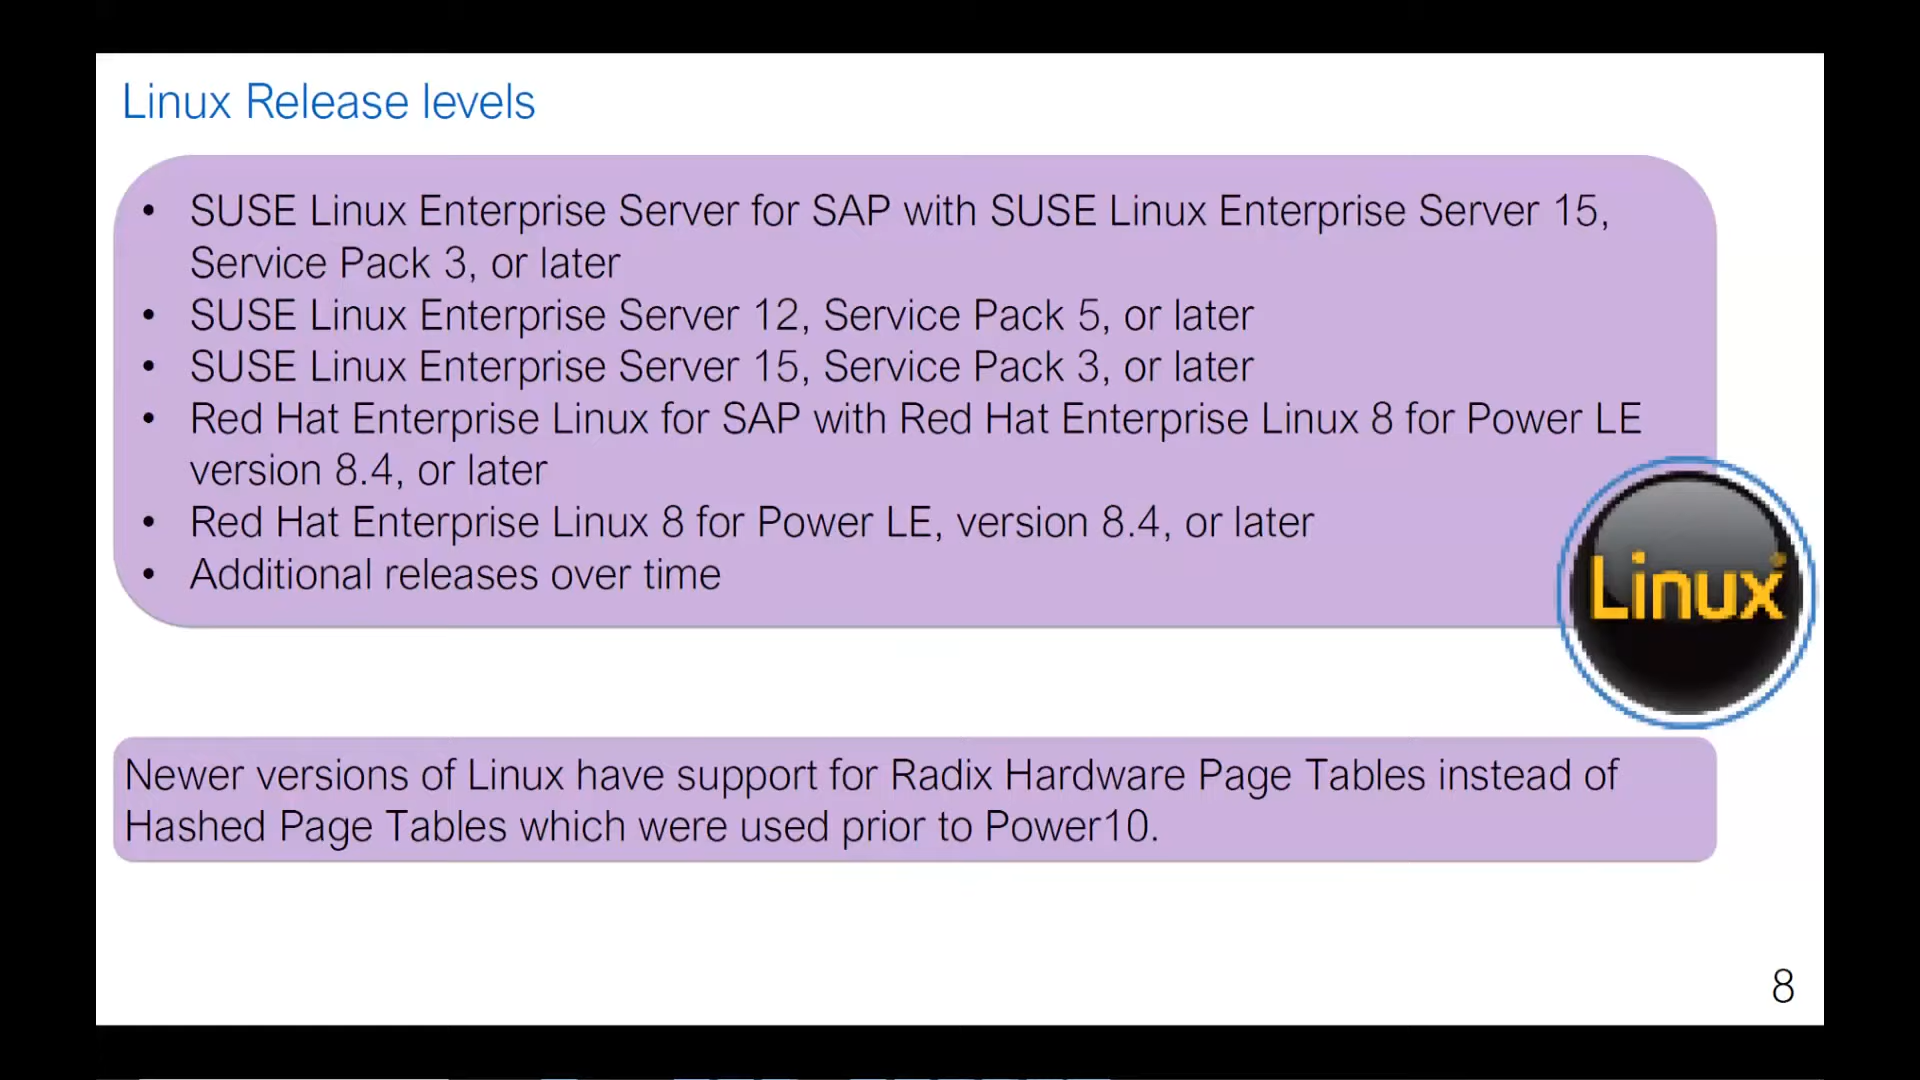 Linux Release levels
• SUSE Linux Enterprise Server for SAP with SUSE Linux Enterprise Server 15,
Service Pack 3, or later
• SUSE Linux Enterprise Server 12, Service Pack 5, or later
• SUSE Linux Enterprise Server 15, Service Pack 3, or later
• Red Hat Enterprise Linux for SAP with Red Hat Enterprise Linux 8 for Power LE
version 8.4, or later
• Red Hat Enterprise Linux 8 for Power LE, version 8.4, or later
• Additional releases over time
Linux
Newer versions of Linux have support for Radix Hardware Page Tables instead of
Hashed Page Tables which were used prior to Power10.
8